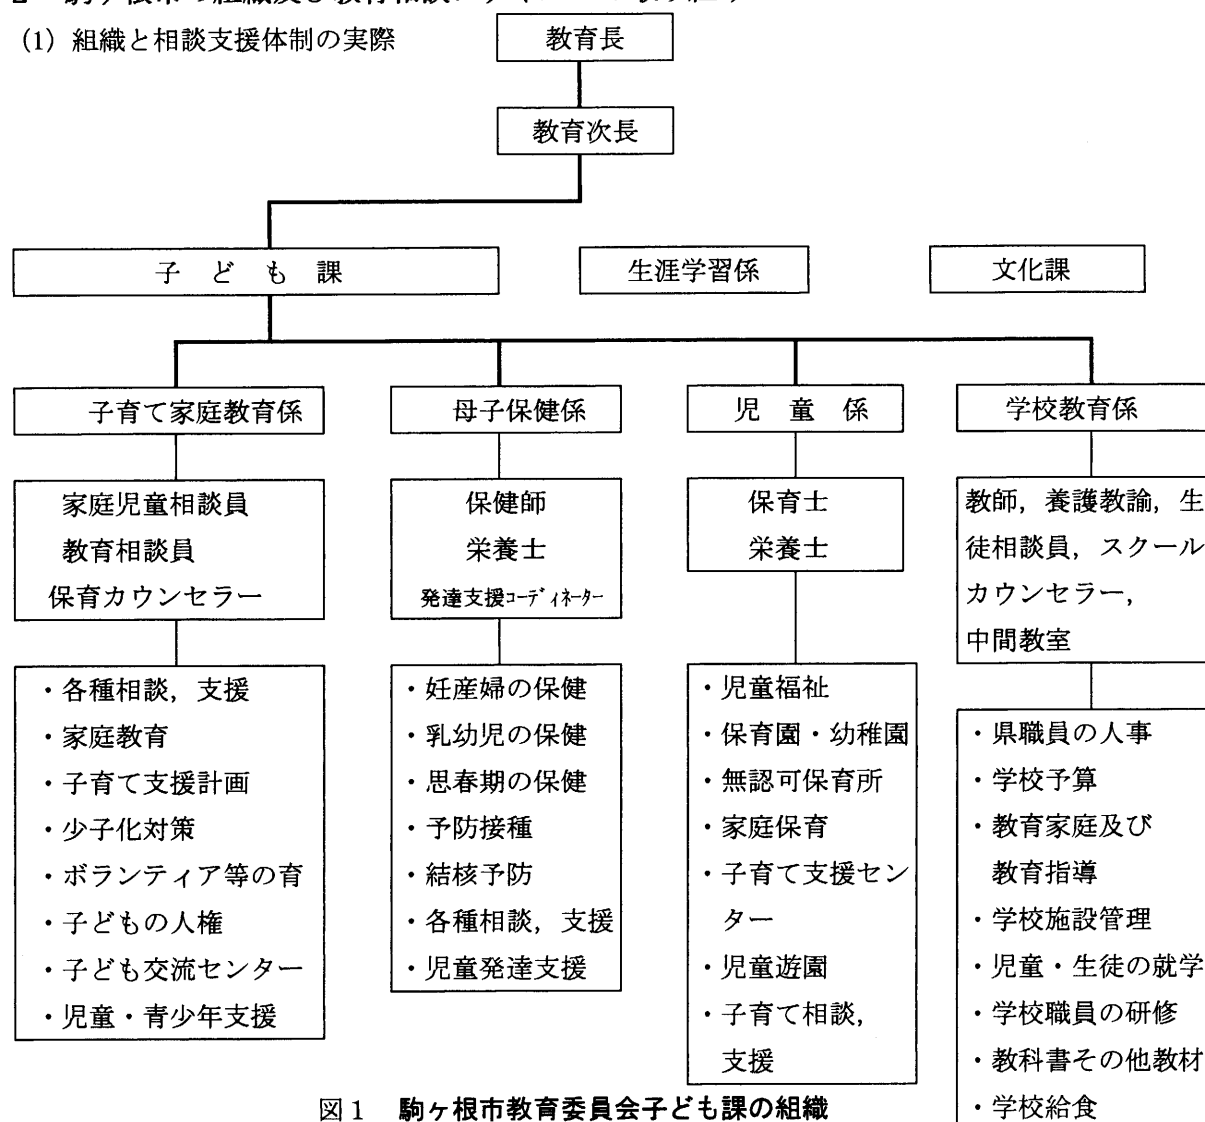 (1) 組織と相談支援体制の実際
教育長
教育次長
子 ど も 課
生涯学習係
文化課
子育て家庭教育係
母子保健係
児 童 係
学校教育係
家庭児童相談員
教育相談員
保育カウンセラー
保健師
栄養士
発達支援コーディネーター
保育士
栄養士
教師，養護教諭，生
徒相談員，スクール
カウンセラー，
中間教室
・各種相談，支援
・家庭教育
・子育て支援計画
・少子化対策
・ボランティア等の育
・子どもの人権
・子ども交流センター
・児童・青少年支援
・妊産婦の保健
・乳幼児の保健
・思春期の保健
・予防接種
・結核予防
・各種相談，支援
・児童発達支援
・児童福祉
・保育園・幼稚園
・無認可保育所
・家庭保育
・子育て支援セン
ター
・児童遊園
・子育て相談，
支援
・県職員の人事
・学校予算
・教育家庭及び
教育指導
・学校施設管理
・児童・生徒の就学
・学校職員の研修
・教科書その他教材
・学校給食
図1 駒ヶ根市教育委員会子ども課の組織